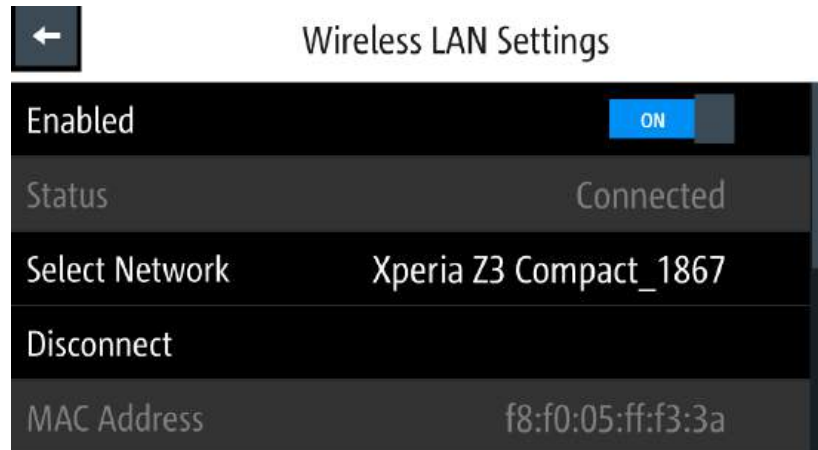 Wireless LAN Settings
Enabled ON
Status Connected
Select Network Xperia Z3 Compact_1867
Disconnect
MAC Address f8:f0:05:ff:f3:3a